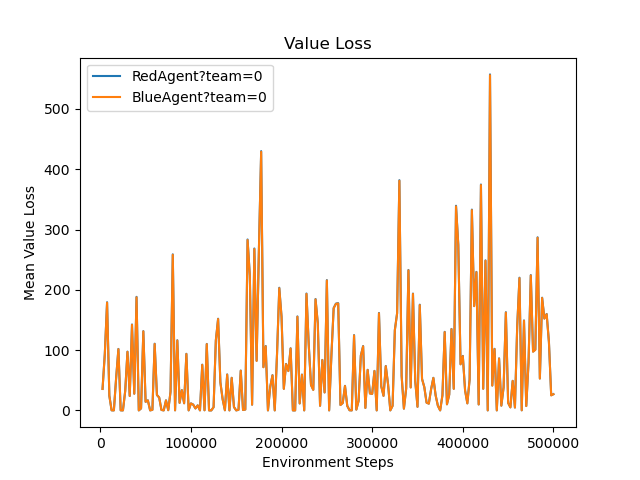 Value Loss
RedAgent?team=0
BlueAgent?team=0
500
400
300
200
100
0
Mean Value Loss
0 100000 200000 300000 400000 500000
Environment Steps